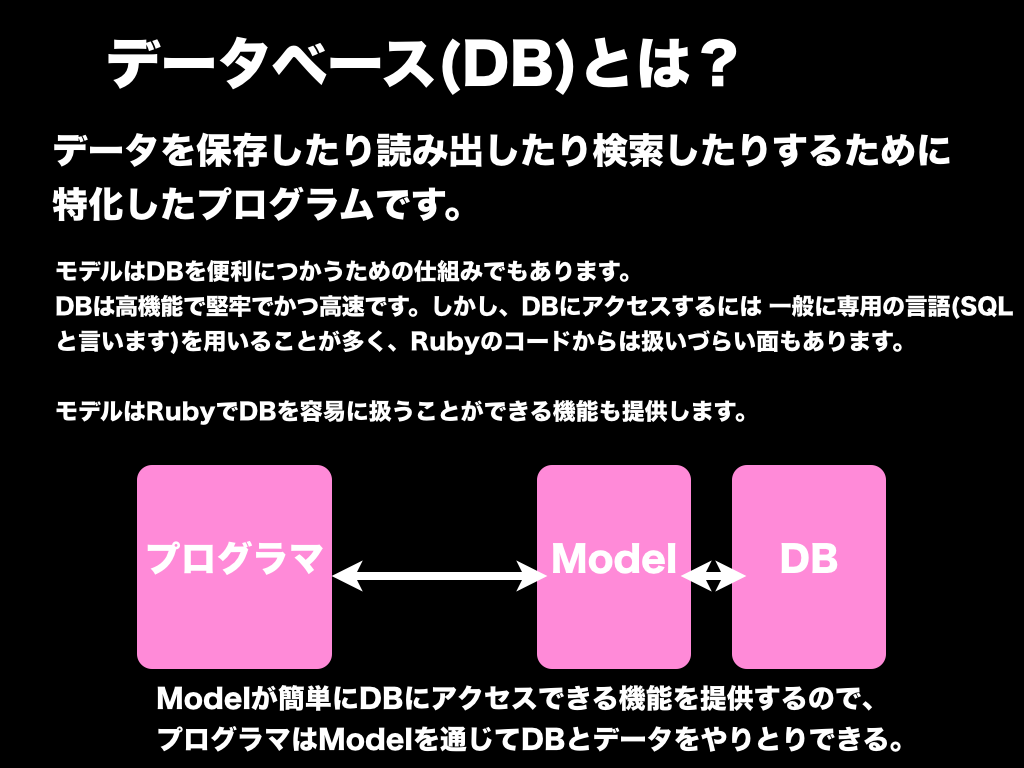 データベース(DB)とは？
データを保存したり読み出したり検索したりするために
特化したプログラムです。
モデルはDBを便利につかうための仕組みでもあります。
DBは高機能で堅牢でかつ高速です。しかし、DBにアクセスするには 一般に専用の言語(SQL
と言います)を用いることが多く、Rubyのコードからは扱いづらい面もあります。
モデルはRubyでDBを容易に扱うことができる機能も提供します。
プログラマ
Model
DB
Modelが簡単にDBにアクセスできる機能を提供するので、
プログラマはModelを通じてDBとデータをやりとりできる。